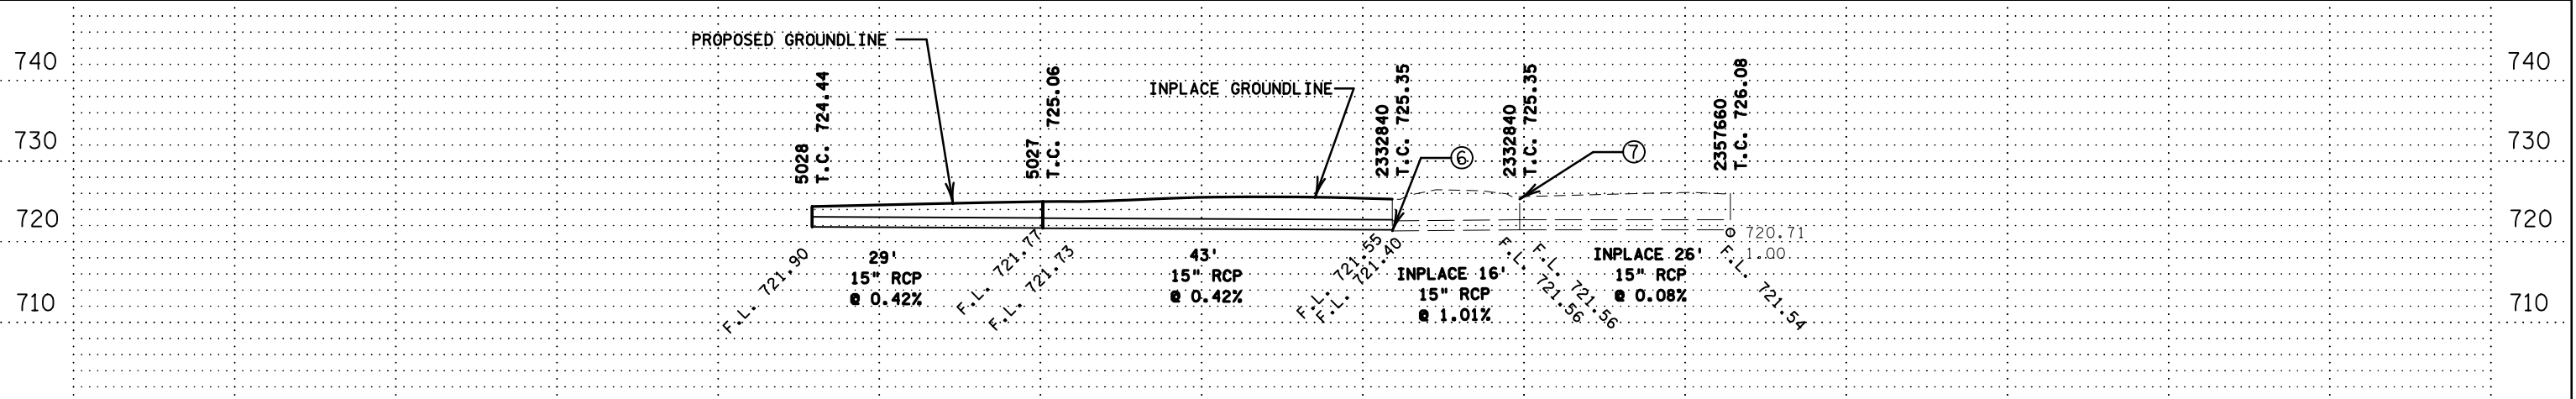 PROPOSED GROUNDLINE
INPLACE GROUNDLINE
740
740
730
730
720
720
710
710
5028
T.C. 724.44
5027
T.C. 725.06
2332840
T.C. 725.35
2332840
T.C. 725.35
2357660
T.C. 726.08
6
7
F.L. 721.90
29'
15" RCP
@ 0.42%
F.L. 721.77
F.L. 721.73
43'
15" RCP
@ 0.42%
F.L. 721.55
F.L. 721.40
INPLACE 16'
15" RCP
@ 1.01%
F.L. 721.56
F.L. 721.56
INPLACE 26'
15" RCP
@ 0.08%
F.L. 721.54
720.71
1.00